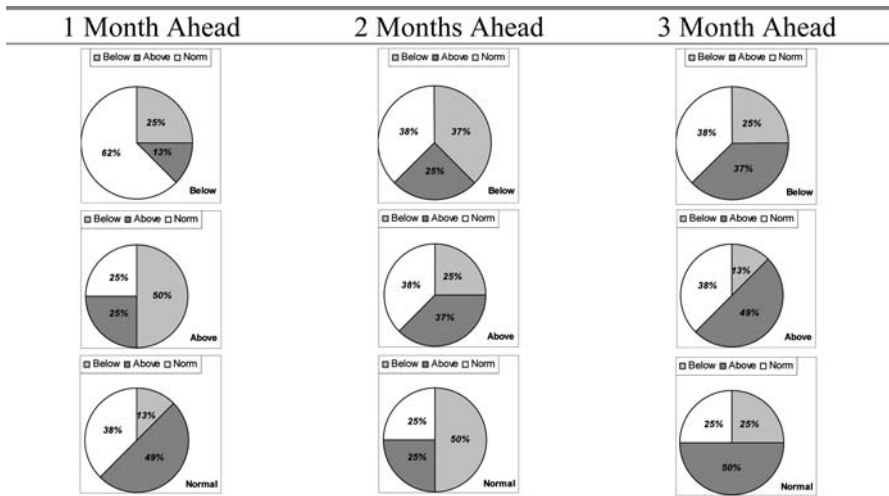 1 Month Ahead 2 Months Ahead 3 Month Ahead
Below Above Norm Below Above Norm Below Above Norm
25% 13% 62% Below
37% 25% 38% Below
25% 37% 38% Below
Below Above Norm Below Above Norm Below Above Norm
50% 25% 25% Above
25% 37% 38% Above
13% 49% 38% Above
Below Above Norm Below Above Norm Below Above Norm
13% 49% 38% Normal
50% 25% 25% Normal
25% 50% 25% Normal